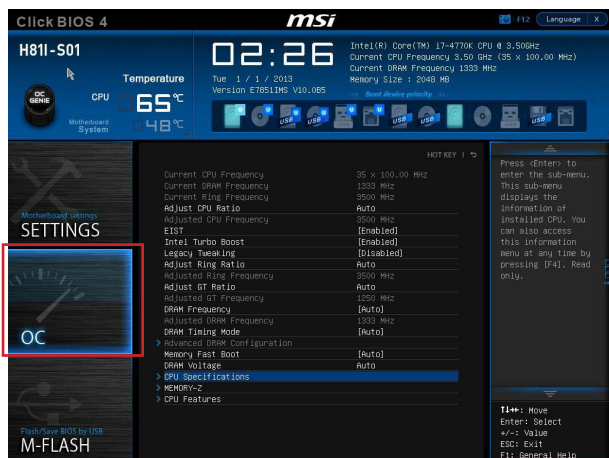 Click BIOS 4
msi
F12 Language X
H81I-S01
OC
GENIE
Temperature
CPU 65°C
Motherboard 48°C
System
02:26
Tue 1 / 1 / 2013
Version E7851IMS V10.0B5
Intel(R) Core(TM) i7-4770K CPU @ 3.50GHz
Current CPU Frequency 3.50 GHz (35 x 100.00 MHz)
Current DRAM Frequency 1333 MHz
Memory Size : 2048 MB
Boot device priority
U USB USB U U USB USB U USB
HOT KEY
Motherboard settings
SETTINGS
OC
Flash/Save BIOS by USB
M-FLASH
Current CPU Frequency 35 x 100.00 MHz
Current DRAM Frequency 1333 MHz
Current Ring Frequency 3500 MHz
Adjust CPU Ratio Auto
Adjusted CPU Frequency 3500 MHz
EIST [Enabled]
Intel Turbo Boost [Enabled]
Legacy Tweaking [Disabled]
Adjust Ring Ratio Auto
Adjusted Ring Frequency 3500 MHz
Adjust GT Ratio Auto
Adjusted GT Frequency 1250 MHz
DRAM Frequency [Auto]
Adjusted DRAM Frequency 1333 MHz
DRAM Timing Mode [Auto]
> Advanced DRAM Configuration
Memory Fast Boot [Auto]
DRAM Voltage Auto
> CPU Specifications
> MEMORY-Z
> CPU Features
Press <Enter> to
enter the sub-menu.
This sub-menu
displays the
information of
installed CPU. You
can also access
this information
menu at any time by
pressing [F4]. Read
only.
↑↓←→: Move
Enter: Select
+/-: Value
ESC: Exit
F1: General Help